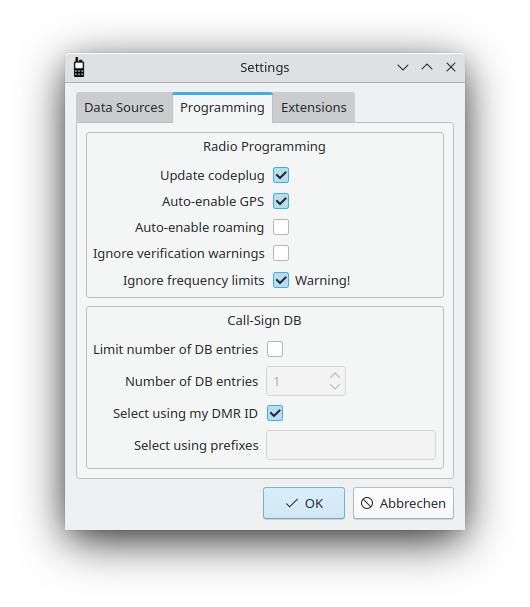 Settings
Data Sources Programming Extensions
Radio Programming
Update codeplug
Auto-enable GPS
Auto-enable roaming
Ignore verification warnings
Ignore frequency limits Warning!
Call-Sign DB
Limit number of DB entries
Number of DB entries 1
Select using my DMR ID
Select using prefixes
OK Abbrechen